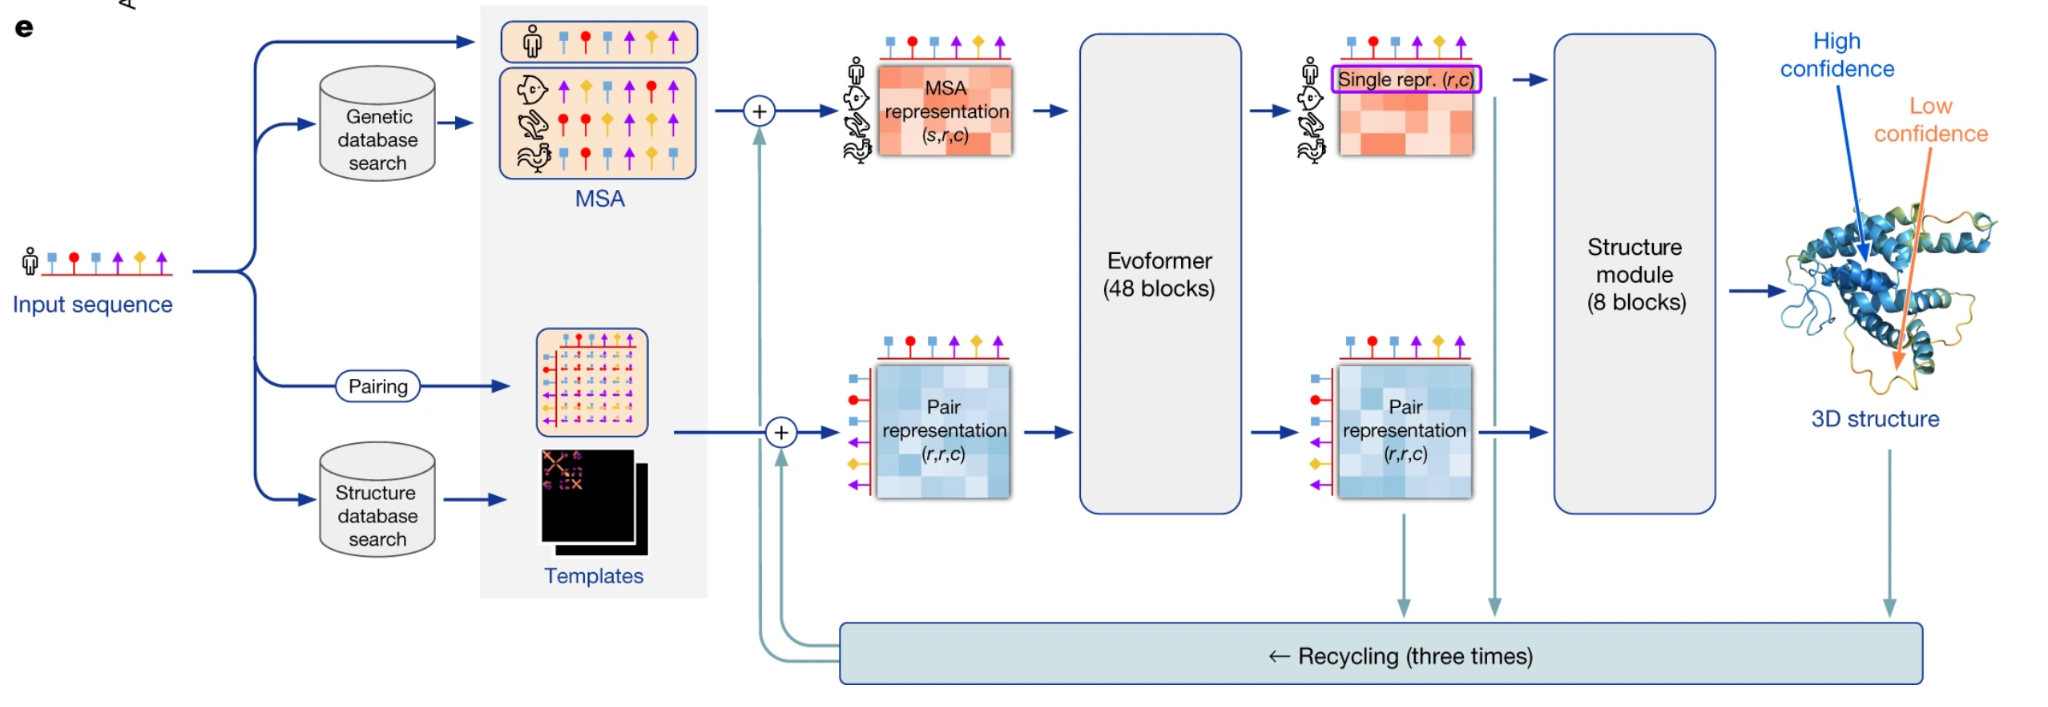 e
Input sequence
Genetic
database
search
Pairing
Structure
database
search
MSA
Templates
+
+
MSA
representation
(s,r,c)
Pair
representation
(r,r,c)
Evoformer
(48 blocks)
Single repr. (r,c)
Pair
representation
(r,r,c)
Structure
module
(8 blocks)
High
confidence
Low
confidence
3D structure
← Recycling (three times)